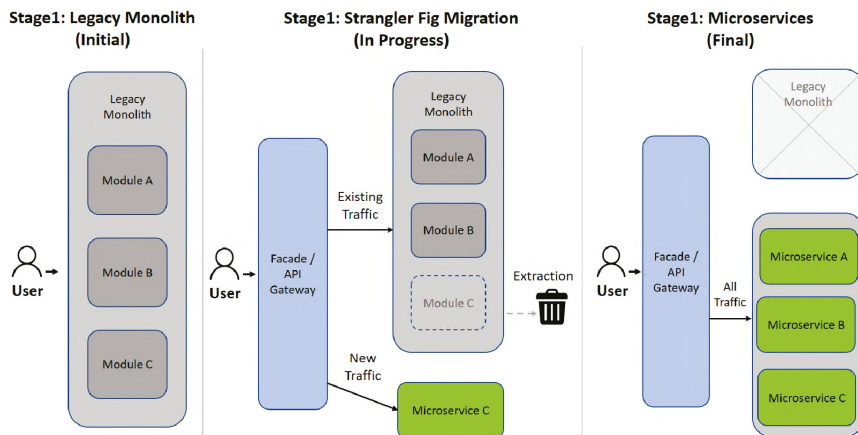 Stage1: Legacy Monolith
(Initial)
Legacy
Monolith
Module A
Module B
Module C
User
Stage1: Strangler Fig Migration
(In Progress)
Facade /
API
Gateway
User
Existing
Traffic
New
Traffic
Legacy
Monolith
Module A
Module B
Module C
Extraction
Microservice C
Stage1: Microservices
(Final)
User
Facade /
API
Gateway
All
Traffic
Legacy
Monolith
Microservice A
Microservice B
Microservice C